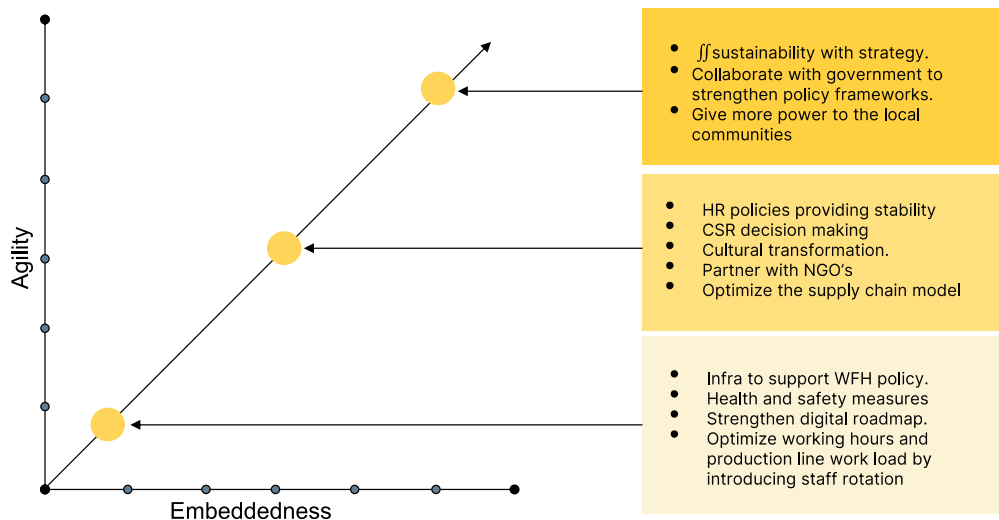 ∬sustainability with strategy.
Collaborate with government to
strengthen policy frameworks.
Give more power to the local
communities
HR policies providing stability
CSR decision making
Cultural transformation.
Partner with NGO's
Optimize the supply chain model
Infra to support WFH policy.
Health and safety measures
Strengthen digital roadmap.
Optimize working hours and
production line work load by
introducing staff rotation
Agility
Embeddedness